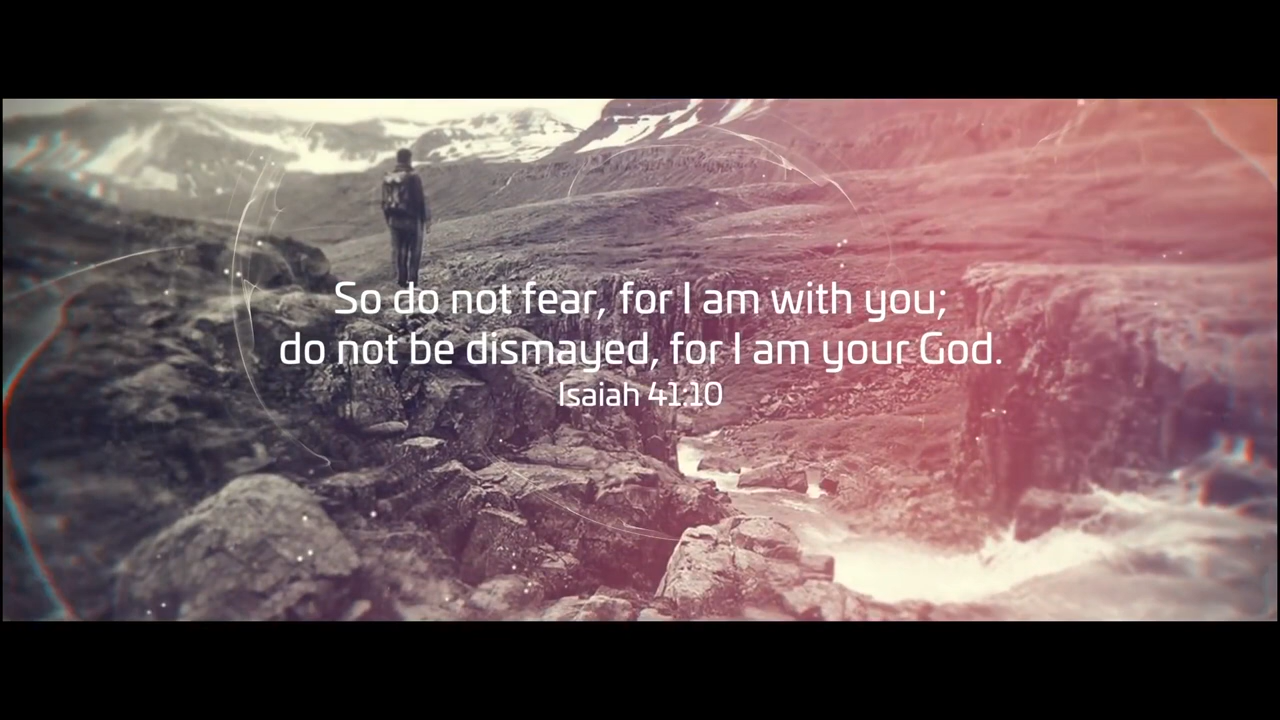 So do not fear, for I am with you;
do not be dismayed, for I am your God.
Isaiah 41:10